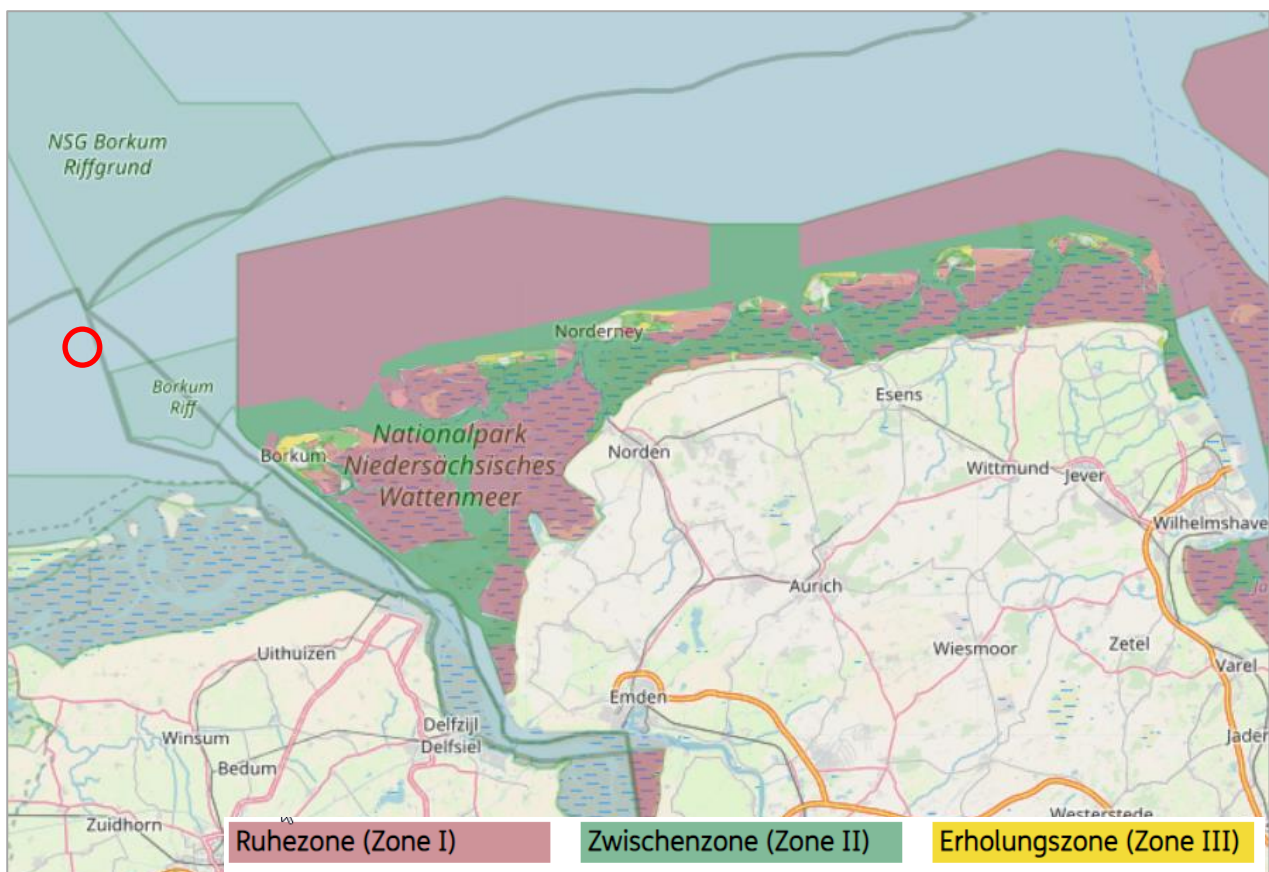 NSG Borkum
Riffgrund
Norderney
Borkum
Riff
Esens
Nationalpark
Niedersächsisches
Wattenmeer
Borkum
Norden
Wittmund
Jever
Wilhelmshave
Aurich
Uithuizen
Wiesmoor
Zetel
Varel
Emden
Delfzijl
Delfsiel
Winsum
Bedum
Jader
Zuidhorn
Westerstede
Ruhezone (Zone I)
Zwischenzone (Zone II)
Erholungszone (Zone III)